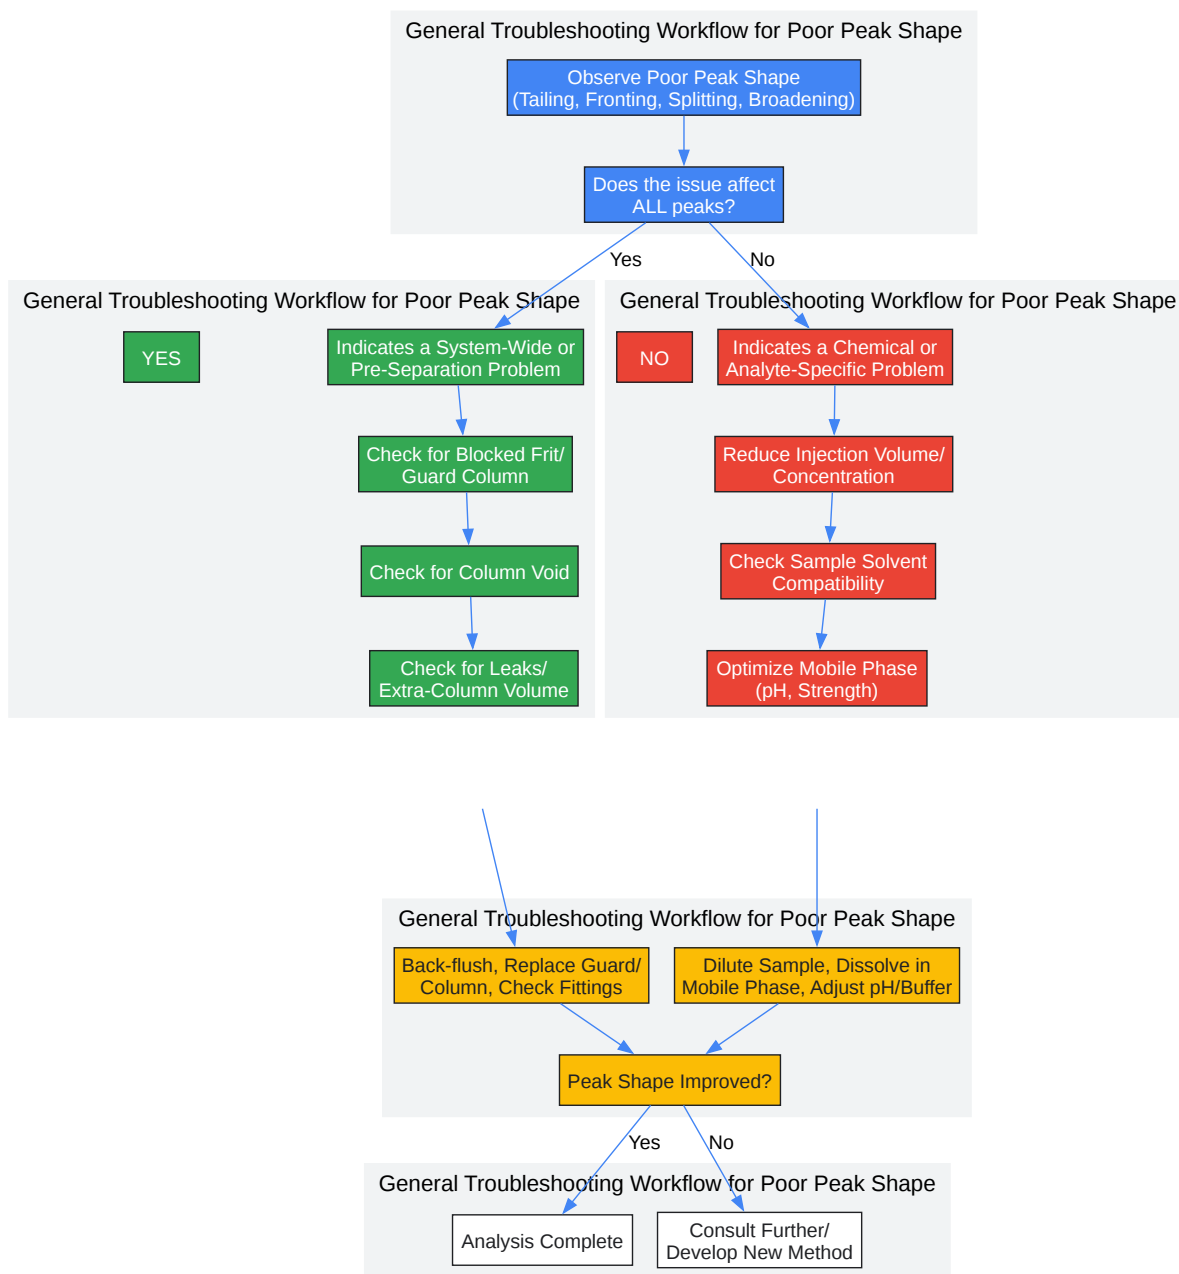 General Troubleshooting Workflow for Poor Peak Shape
Observe Poor Peak Shape
(Tailing, Fronting, Splitting, Broadening)
Does the issue affect
ALL peaks?
Yes
No
General Troubleshooting Workflow for Poor Peak Shape
YES
Indicates a System-Wide or
Pre-Separation Problem
Check for Blocked Frit/
Guard Column
Check for Column Void
Check for Leaks/
Extra-Column Volume
General Troubleshooting Workflow for Poor Peak Shape
NO
Indicates a Chemical or
Analyte-Specific Problem
Reduce Injection Volume/
Concentration
Check Sample Solvent
Compatibility
Optimize Mobile Phase
(pH, Strength)
General Troubleshooting Workflow for Poor Peak Shape
Back-flush, Replace Guard/
Column, Check Fittings
Dilute Sample, Dissolve in
Mobile Phase, Adjust pH/Buffer
Peak Shape Improved?
Yes
No
General Troubleshooting Workflow for Poor Peak Shape
Analysis Complete
Consult Further/
Develop New Method